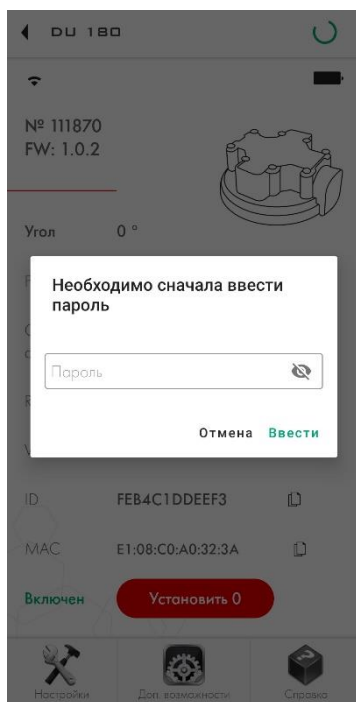 DU 180
№ 111870
FW: 1.0.2
Угол 0 °
Необходимо сначала ввести
пароль
Пароль
Отмена Ввести
ID FEB4C1DDEEF3
MAC E1:08:C0:A0:32:3A
Включен Установить 0
Настройки Доп. возможности Справка